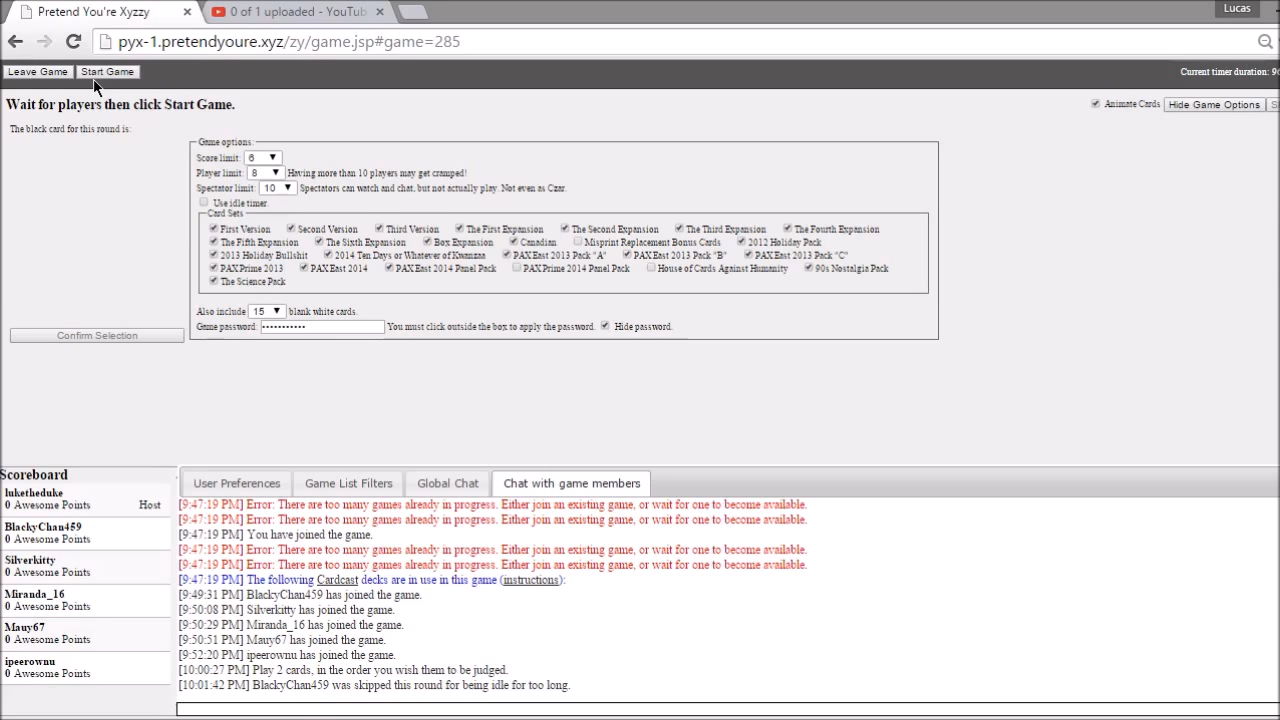 Pretend You're Xyzzy
0 of 1 uploaded - YouTub
Lucas
pyx-1.pretendyoure.xyz/zy/game.jsp#game=285
Leave Game Start Game
Current timer duration:
Wait for players then click Start Game.
Animate Cards Hide Game Options
The black card for this round is:
Game options:
Score limit: 6
Player limit: 8 Having more than 10 players may get cramped!
Spectator limit: 10 Spectators can watch and chat, but not actually play. Not even as Czar.
Use idle timer.
Card Sets
First Version Second Version Third Version The First Expansion The Second Expansion The Third Expansion The Fourth Expansion
The Fifth Expansion The Sixth Expansion Box Expansion Canadian Misprint Replacement Bonus Cards 2012 Holiday Pack
2013 Holiday Bullshit 2014 Ten Days or Whatever of Kwanzaa PAX East 2013 Pack "A" PAX East 2013 Pack "B" PAX East 2013 Pack "C"
PAX Prime 2013 PAX East 2014 PAX East 2014 Panel Pack PAX Prime 2014 Panel Pack House of Cards Against Humanity 90s Nostalgia Pack
The Science Pack
Also include 15 blank white cards.
Game password: ••••••••••• You must click outside the box to apply the password. Hide password.
Confirm Selection
Scoreboard
luketheduke
0 Awesome Points Host
BlackyChan459
0 Awesome Points
Silverkitty
0 Awesome Points
Miranda_16
0 Awesome Points
Mauy67
0 Awesome Points
ipeerownu
0 Awesome Points
User Preferences Game List Filters Global Chat Chat with game members
[9:47:19 PM] Error: There are too many games already in progress. Either join an existing game, or wait for one to become available.
[9:47:19 PM] Error: There are too many games already in progress. Either join an existing game, or wait for one to become available.
[9:47:19 PM] You have joined the game.
[9:47:19 PM] Error: There are too many games already in progress. Either join an existing game, or wait for one to become available.
[9:47:19 PM] Error: There are too many games already in progress. Either join an existing game, or wait for one to become available.
[9:47:19 PM] The following Cardcast decks are in use in this game (instructions):
[9:49:31 PM] BlackyChan459 has joined the game.
[9:50:08 PM] Silverkitty has joined the game.
[9:50:29 PM] Miranda_16 has joined the game.
[9:50:51 PM] Mauy67 has joined the game.
[9:52:20 PM] ipeerownu has joined the game.
[10:00:27 PM] Play 2 cards, in the order you wish them to be judged.
[10:01:42 PM] BlackyChan459 was skipped this round for being idle for too long.